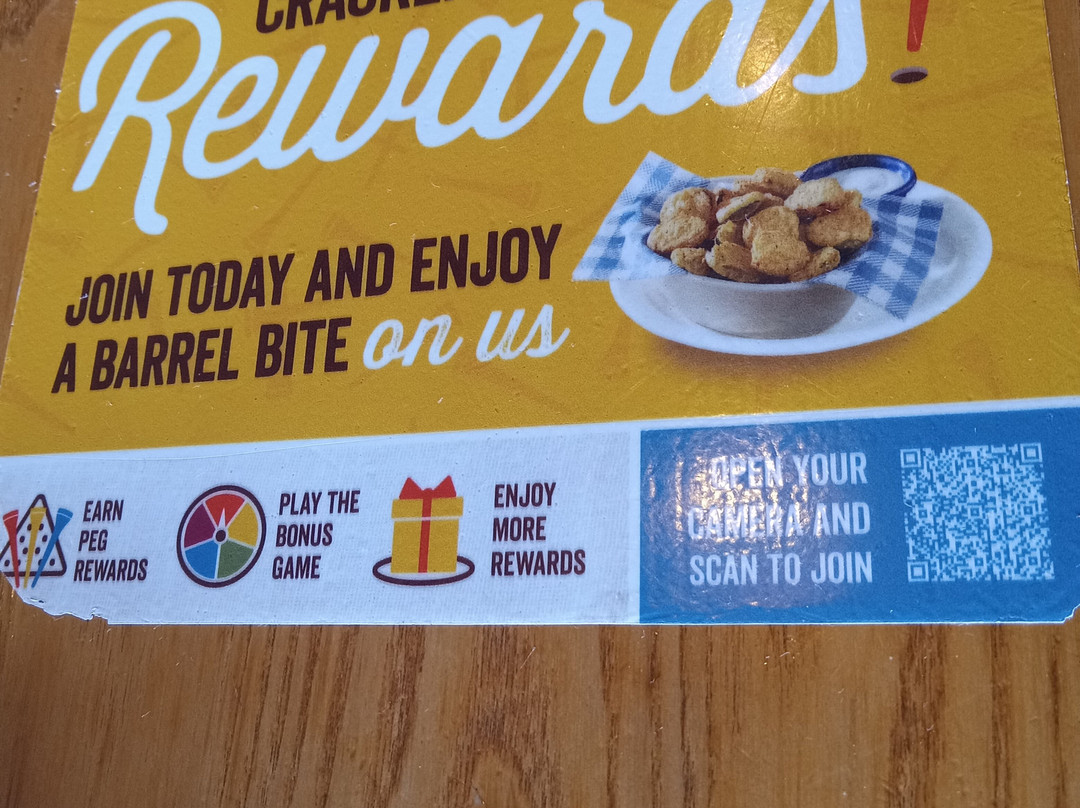 Rewards!
JOIN TODAY AND ENJOY
A BARREL BITE on us
EARN
PEG
REWARDS
PLAY THE
BONUS
GAME
ENJOY
MORE
REWARDS
OPEN YOUR
CAMERA AND
SCAN TO JOIN